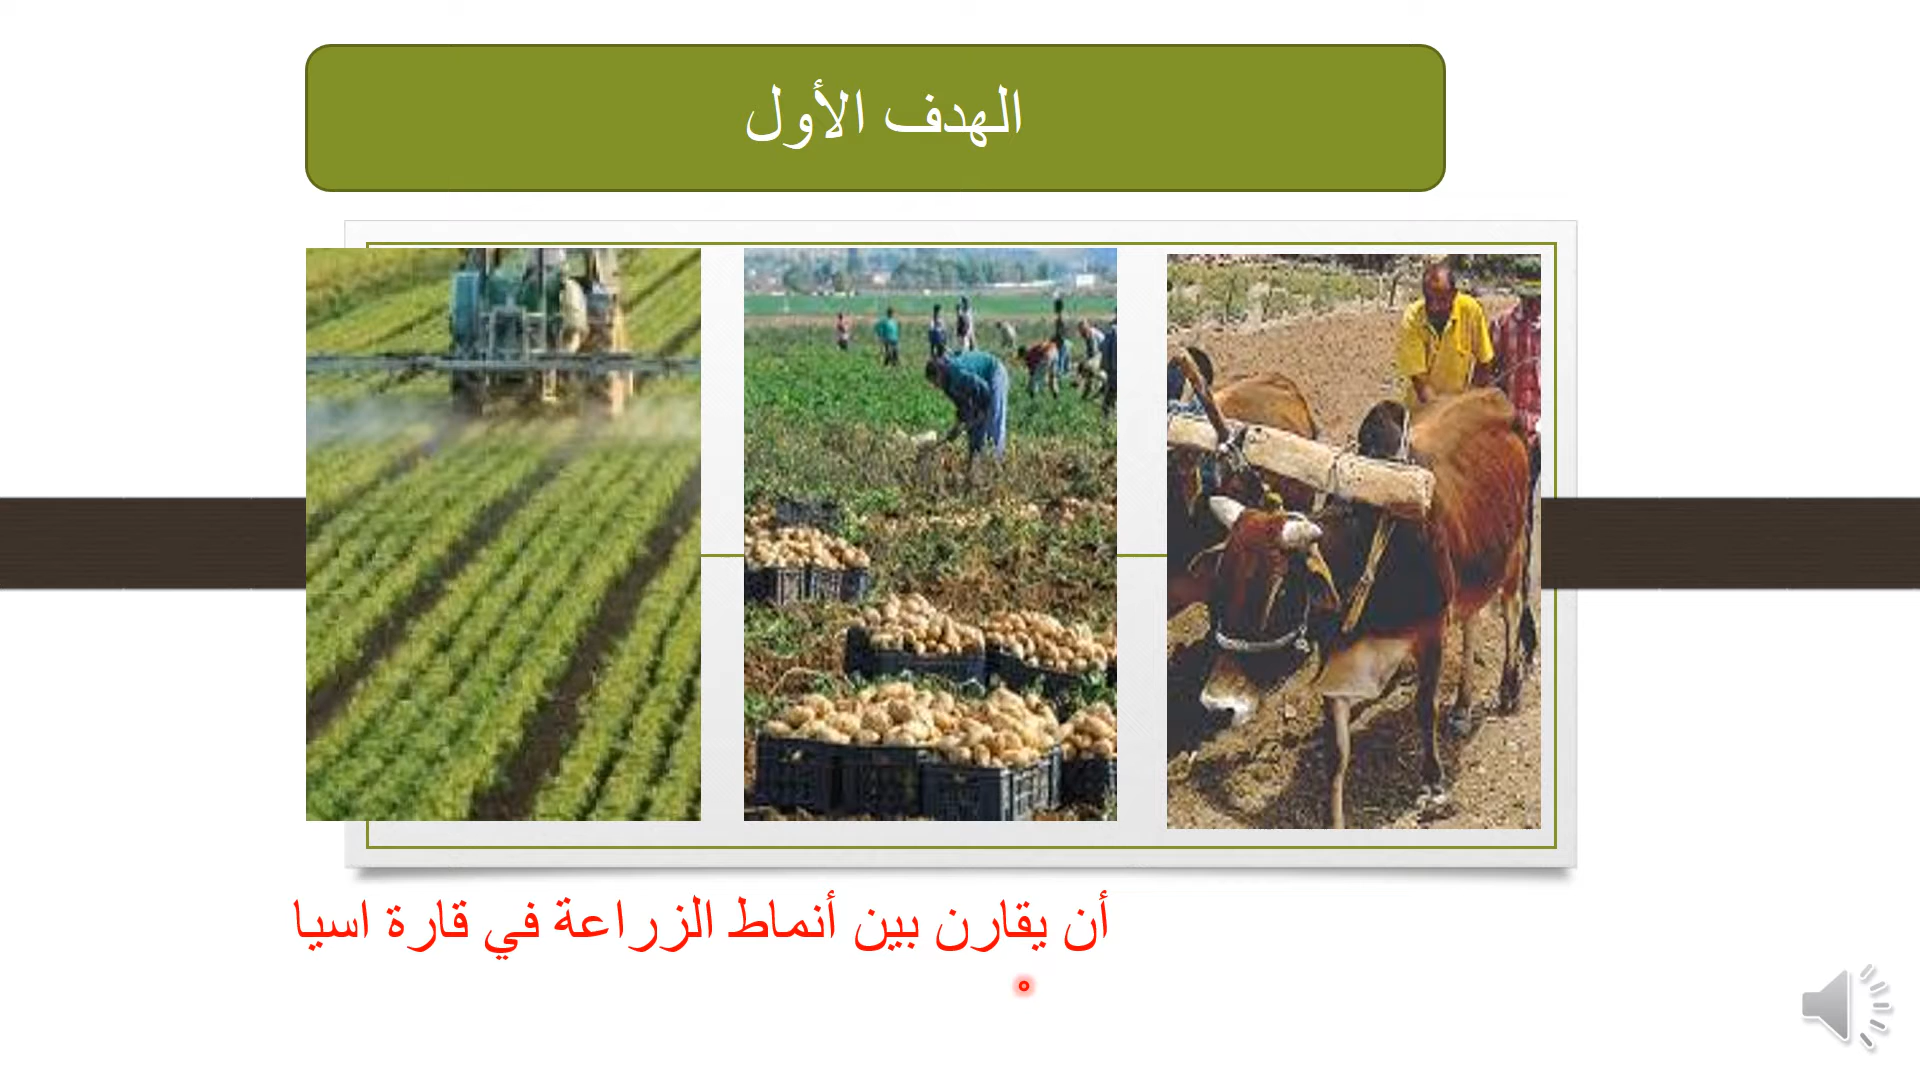 الهدف الأول
أن يقارن بين أنماط الزراعة في قارة اسيا